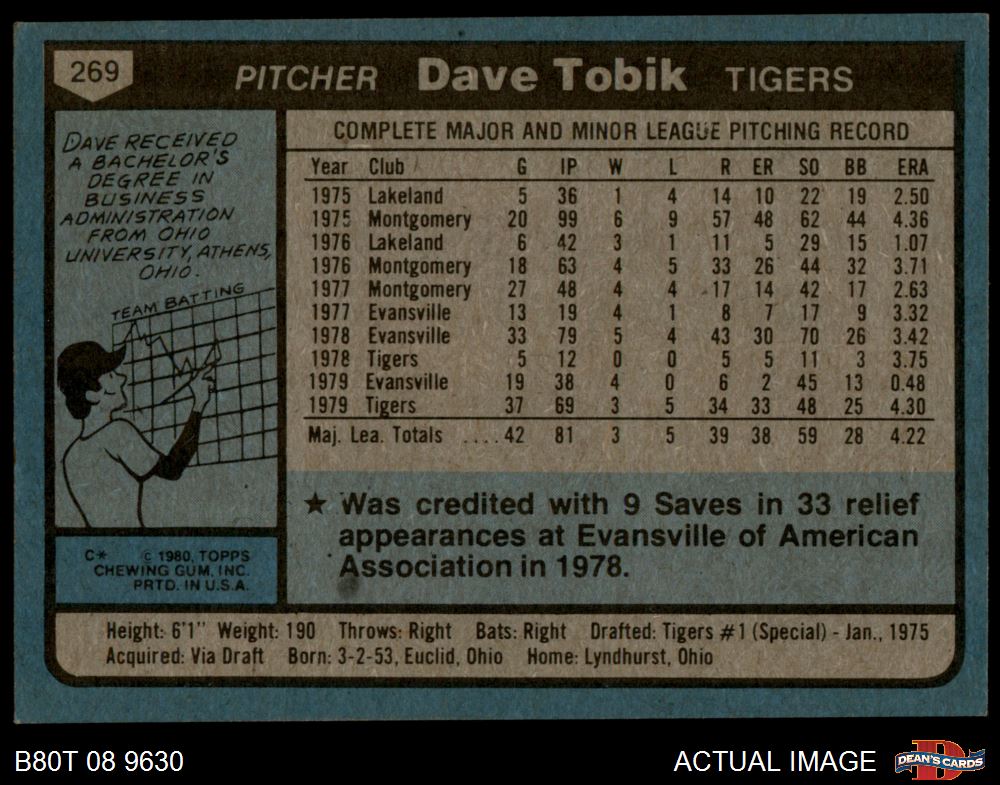 269
PITCHER Dave Tobik TIGERS
DAVE RECEIVED
A BACHELOR'S
DEGREE IN
BUSINESS
ADMINISTRATION
FROM OHIO
UNIVERSITY, ATHENS,
OHIO.
TEAM BATTING
C* © 1980, TOPPS
CHEWING GUM, INC.
PRTD. IN U.S.A.
COMPLETE MAJOR AND MINOR LEAGUE PITCHING RECORD
Year Club G IP W L R ER SO BB ERA
1975 Lakeland 5 36 1 4 14 10 22 19 2.50
1975 Montgomery 20 99 6 9 57 48 62 44 4.36
1976 Lakeland 6 42 3 1 11 5 29 15 1.07
1976 Montgomery 18 63 4 5 33 26 44 32 3.71
1977 Montgomery 27 48 4 4 17 14 42 17 2.63
1977 Evansville 13 19 4 1 8 7 17 9 3.32
1978 Evansville 33 79 5 4 43 30 70 26 3.42
1978 Tigers 5 12 0 0 5 5 11 3 3.75
1979 Evansville 19 38 4 0 6 2 45 13 0.48
1979 Tigers 37 69 3 5 34 33 48 25 4.30
Maj. Lea. Totals ....42 81 3 5 39 38 59 28 4.22
★ Was credited with 9 Saves in 33 relief
appearances at Evansville of American
Association in 1978.
Height: 6'1" Weight: 190 Throws: Right Bats: Right Drafted: Tigers #1 (Special) - Jan., 1975
Acquired: Via Draft Born: 3-2-53, Euclid, Ohio Home: Lyndhurst, Ohio
B80T 08 9630
ACTUAL IMAGE
DEAN'S CARDS